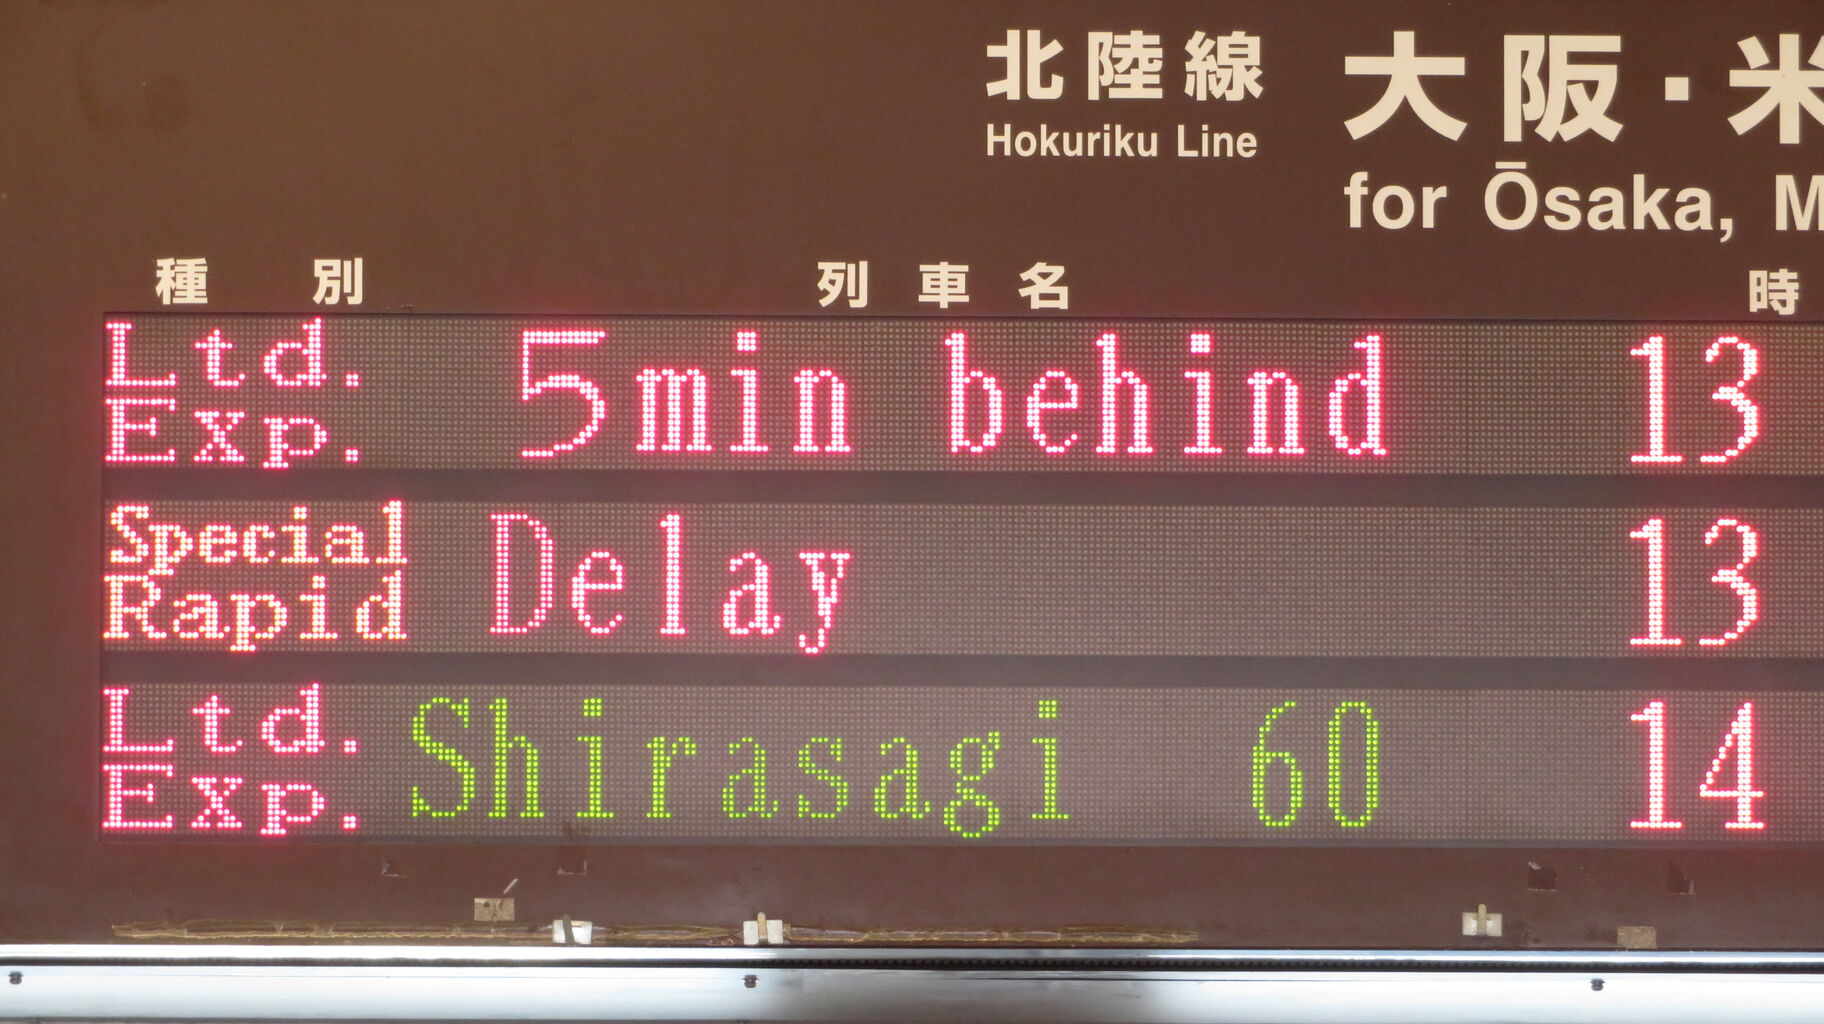 北陸線 大阪・米
Hokuriku Line for Ōsaka, M
種別 列車名 時
Ltd. Exp. 5min behind 13
Special Rapid Delay 13
Ltd. Exp. Shirasagi 60 14